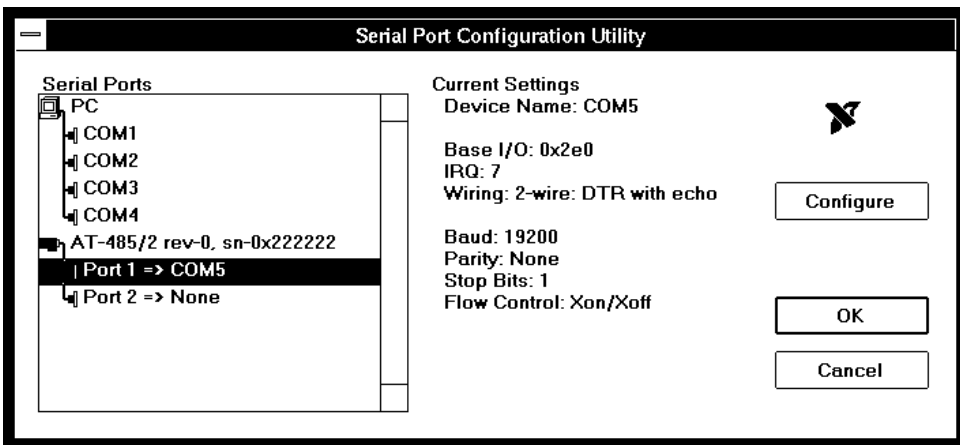 Serial Port Configuration Utility
Serial Ports
PC
COM1
COM2
COM3
COM4
AT-485/2 rev-0, sn-0x222222
Port 1 => COM5
Port 2 => None
Current Settings
Device Name: COM5
Base I/O: 0x2e0
IRQ: 7
Wiring: 2-wire: DTR with echo
Baud: 19200
Parity: None
Stop Bits: 1
Flow Control: Xon/Xoff
Configure
OK
Cancel